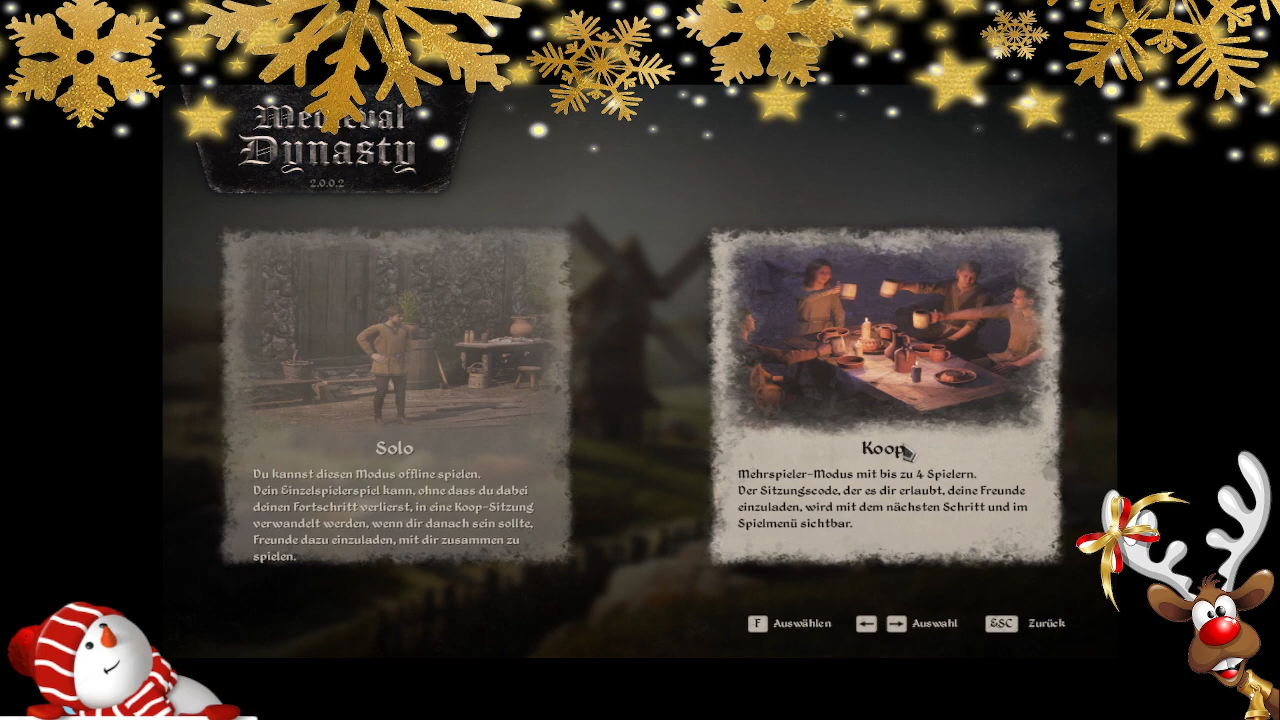 Medieval
Dynasty
2.0.0.2
Solo
Du kannst diesen Modus offline spielen.
Dein Einzelspielerspiel kann, ohne dass du dabei
deinen Fortschritt verlierst, in eine Koop-Sitzung
verwandelt werden, wenn dir danach sein sollte,
Freunde dazu einzuladen, mit dir zusammen zu
spielen.
Koop
Mehrspieler-Modus mit bis zu 4 Spielern.
Der Sitzungscode, der es dir erlaubt, deine Freunde
einzuladen, wird mit dem nächsten Schritt und im
Spielmenü sichtbar.
F Auswählen ← → Auswahl ESC Zurück